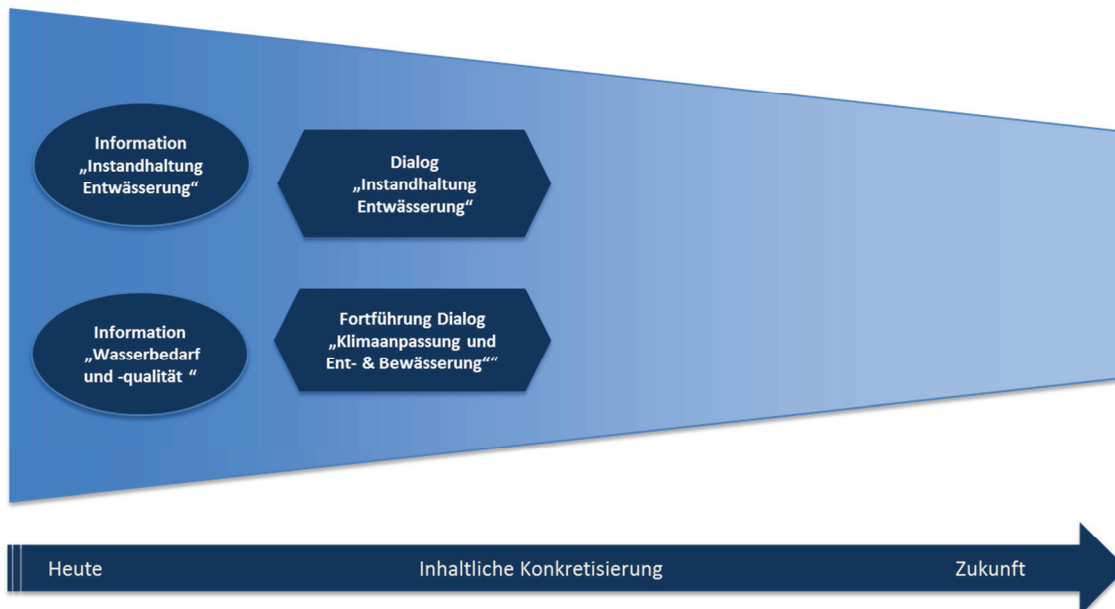 Information
„Instandhaltung
Entwässerung“
Dialog
„Instandhaltung
Entwässerung“
Information
„Wasserbedarf
und -qualität “
Fortführung Dialog
„Klimaanpassung und
Ent- & Bewässerung““
Heute
Inhaltliche Konkretisierung
Zukunft